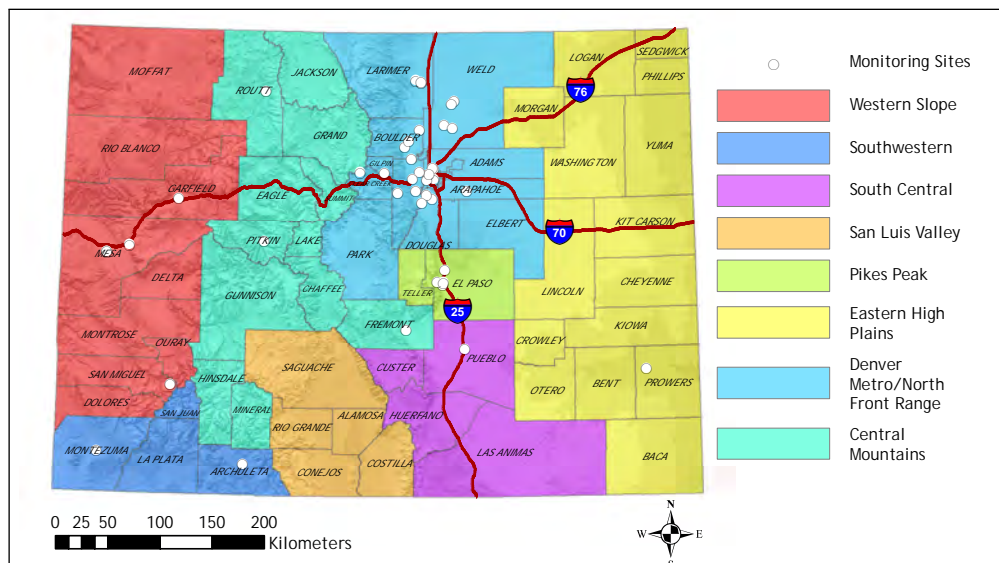 MOFFAT
ROUTT
JACKSON
LARIMER
WELD
LOGAN
SEDGWICK
PHILLIPS
MORGAN
76
RIO BLANCO
GRAND
BOULDER
GILPIN
ADAMS
WASHINGTON
YUMA
GARFIELD
EAGLE
SUMMIT
CREEK
ARAPAHOE
MESA
PITKIN
LAKE
PARK
DOUGLAS
ELBERT
70
KIT CARSON
DELTA
GUNNISON
CHAFFEE
TELLER
EL PASO
LINCOLN
CHEYENNE
MONTROSE
OURAY
FREMONT
25
CROWLEY
KIOWA
SAN MIGUEL
HINSDALE
SAGUACHE
CUSTER
PUEBLO
OTERO
BENT
PROWERS
DOLORES
SAN JUAN
MINERAL
RIO GRANDE
ALAMOSA
HUERFANO
MONTEZUMA
LA PLATA
ARCHULETA
CONEJOS
COSTILLA
LAS ANIMAS
BACA
Monitoring Sites
Western Slope
Southwestern
South Central
San Luis Valley
Pikes Peak
Eastern High
Plains
Denver
Metro/North
Front Range
Central
Mountains
0 25 50 100 150 200
Kilometers
N
W E
S